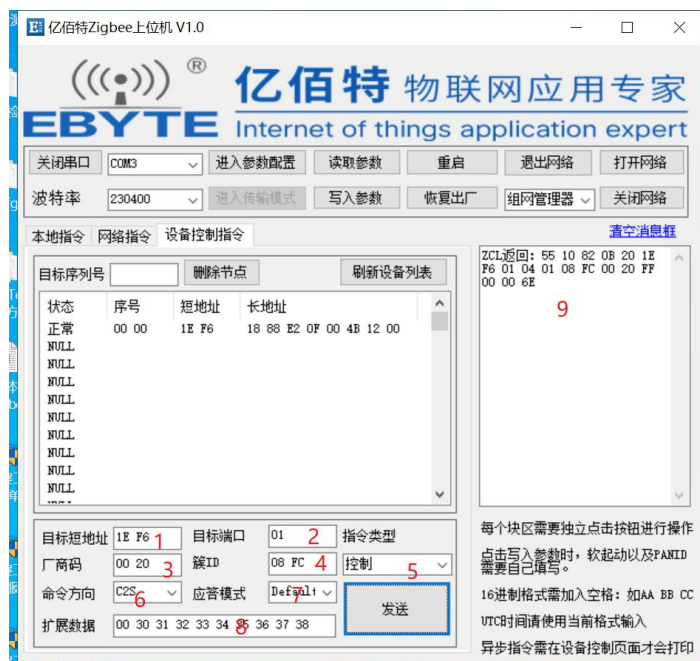 亿佰特Zigbee上位机 V1.0
((•)) ® 亿佰特 物联网应用专家
EBYTE Internet of things application expert
关闭串口 COM3 进入参数配置 读取参数 重启 退出网络 打开网络
波特率 230400 进入传输模式 写入参数 恢复出厂 组网管理器 关闭网络
本地指令 网络指令 设备控制指令 清空消息框
目标序列号 删除节点 刷新设备列表
状态 序号 短地址 长地址
正常 00 00 1E F6 18 88 E2 0F 00 4B 12 00
NULL
NULL
NULL
NULL
NULL
NULL
NULL
NULL
NULL
ZCL返回: 55 10 82 0B 20 1E
F6 01 04 01 08 FC 00 20 FF
00 00 6E
9
目标短地址 1E F6 1 目标端口 01 2 指令类型
厂商码 00 20 3 簇ID 08 FC 4 控制 5
命令方向 C2S 6 应答模式 Default 7 发送
扩展数据 00 30 31 32 33 34 35 36 37 38 8
每个块区需要独立点击按钮进行操作
点击写入参数时，软起动以及PANID
需要自己填写。
16进制格式需加入空格：如AA BB CC
UTC时间请使用当前格式输入
异步指令需在设备控制页面才会打印